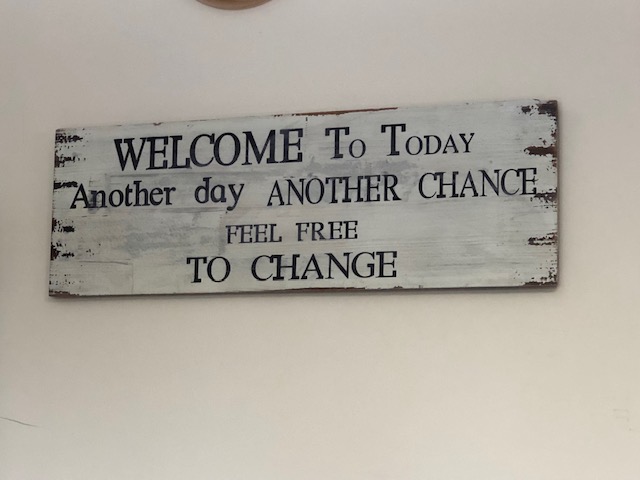 WELCOME To Today
Another day ANOTHER CHANCE
FEEL FREE
TO CHANGE